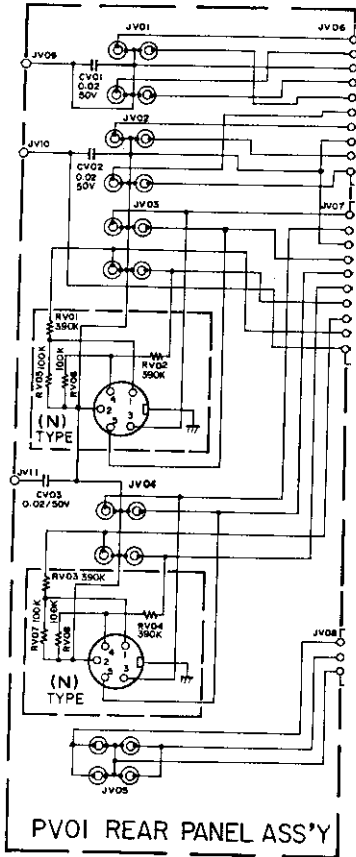 JV01
JV06
JV09
CV01
0.02
50V
JV02
JV10
CV02
0.02
50V
JV03
JV07
RV01
390K
RV05 100K
100K
RV06
RV02
390K
4 1
2 3
5
(N)
TYPE
JV11
CV03
0.02/50V
JV04
RV03 390K
RV07 100K
100K
RV08
RV04
390K
4 1
2 3
5
(N)
TYPE
JV08
JV05
PV01 REAR PANEL ASS'Y